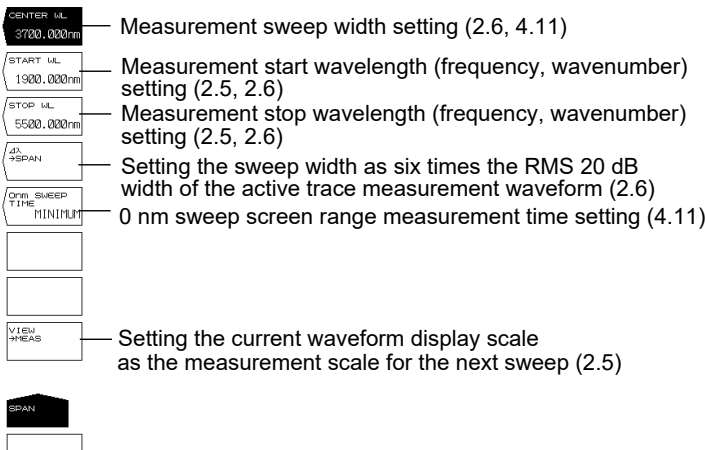 CENTER WL
3700.000nm
Measurement sweep width setting (2.6, 4.11)
START WL
1900.000nm
Measurement start wavelength (frequency, wavenumber)
setting (2.5, 2.6)
STOP WL
5500.000nm
Measurement stop wavelength (frequency, wavenumber)
setting (2.5, 2.6)
Δλ
→SPAN
Setting the sweep width as six times the RMS 20 dB
width of the active trace measurement waveform (2.6)
0nm SWEEP
TIME
MINIMUM
0 nm sweep screen range measurement time setting (4.11)
VIEW
→MEAS
Setting the current waveform display scale
as the measurement scale for the next sweep (2.5)
SPAN